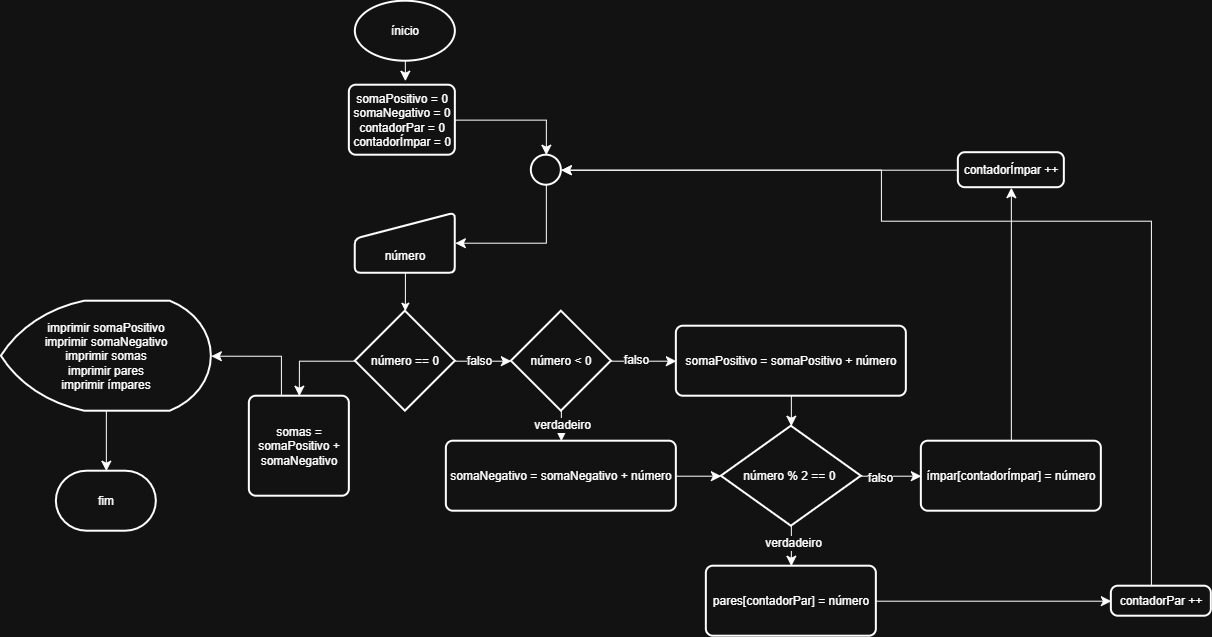 ínicio
somaPositivo = 0
somaNegativo = 0
contadorPar = 0
contadorÍmpar = 0
contadorÍmpar ++
número
imprimir somaPositivo
imprimir somaNegativo
imprimir somas
imprimir pares
imprimir ímpares
número == 0
falso
número < 0
falso
somaPositivo = somaPositivo + número
verdadeiro
somas =
somaPositivo +
somaNegativo
somaNegativo = somaNegativo + número
número % 2 == 0
falso
ímpar[contadorÍmpar] = número
fim
verdadeiro
pares[contadorPar] = número
contadorPar ++